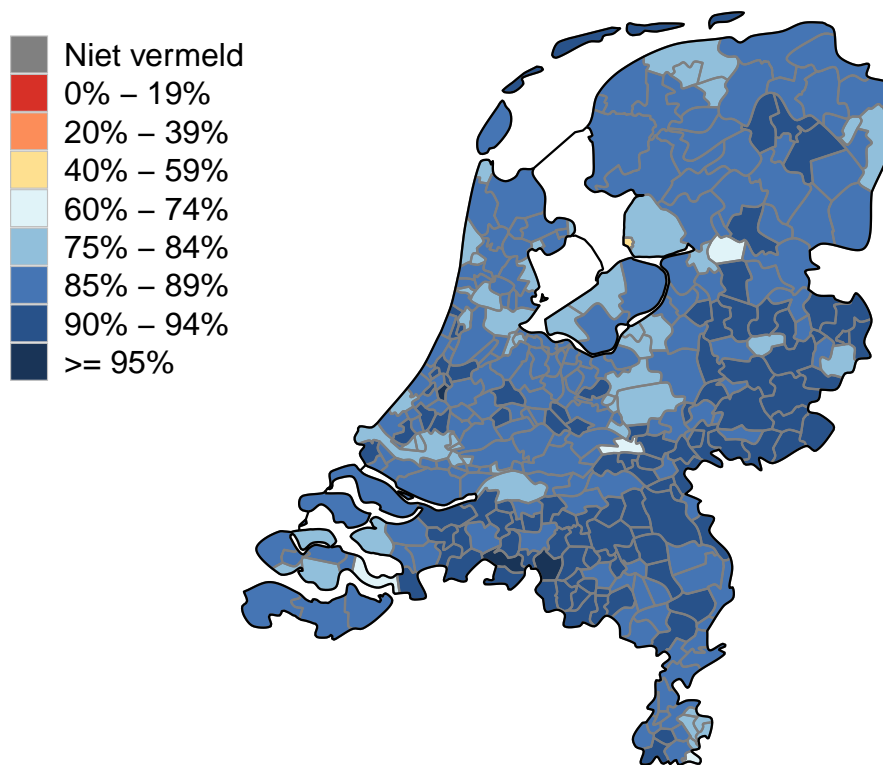 Niet vermeld
0% – 19%
20% – 39%
40% – 59%
60% – 74%
75% – 84%
85% – 89%
90% – 94%
>= 95%